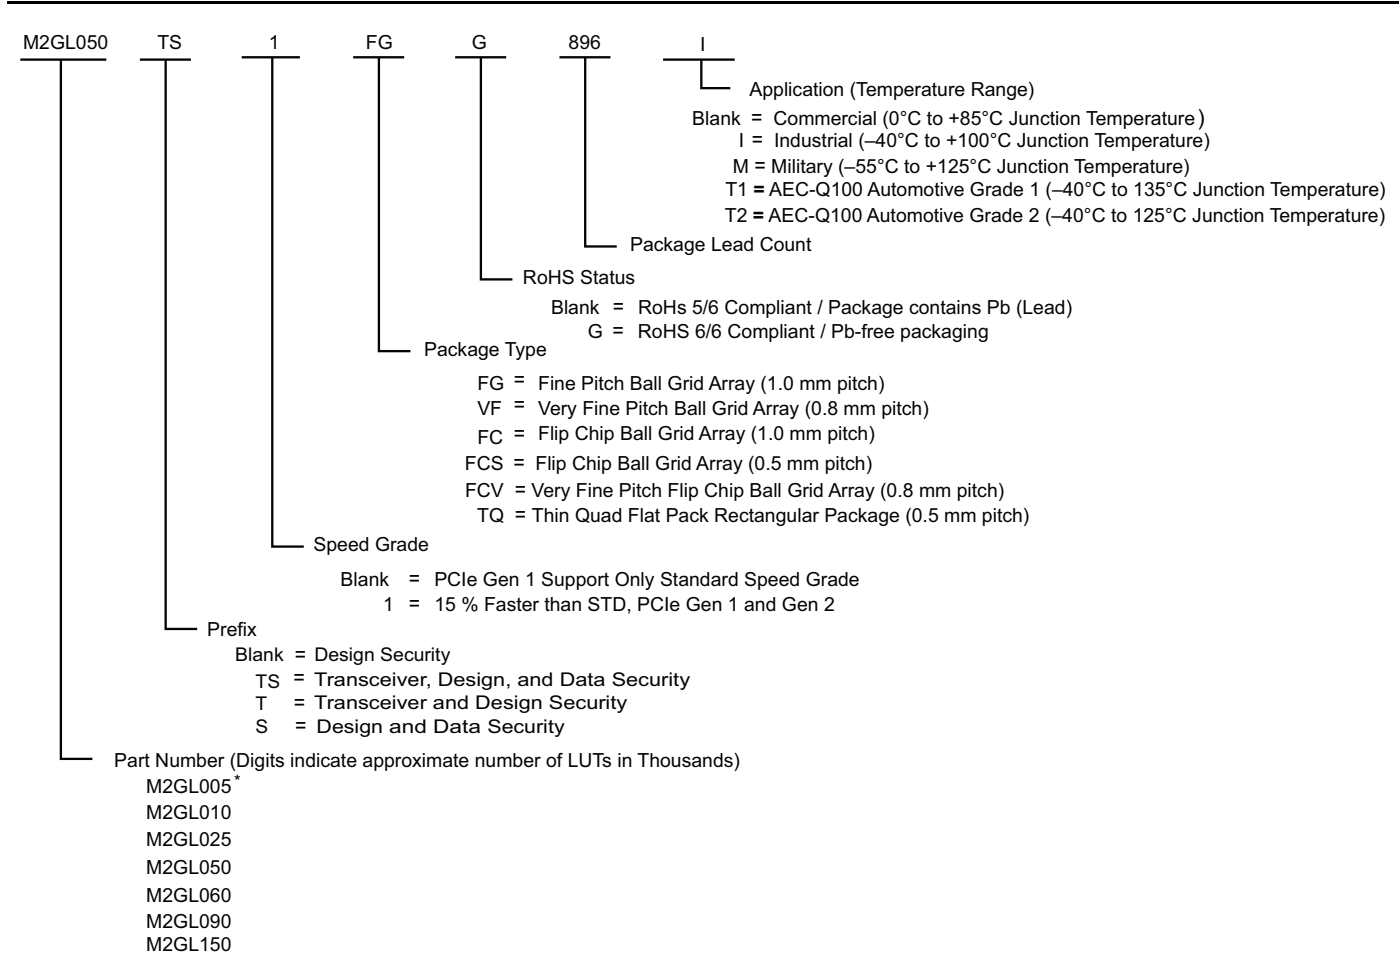 M2GL050 TS 1 FG G 896 I
Application (Temperature Range)
Blank = Commercial (0°C to +85°C Junction Temperature)
I = Industrial (–40°C to +100°C Junction Temperature)
M = Military (–55°C to +125°C Junction Temperature)
T1 = AEC-Q100 Automotive Grade 1 (–40°C to 135°C Junction Temperature)
T2 = AEC-Q100 Automotive Grade 2 (–40°C to 125°C Junction Temperature)
Package Lead Count
RoHS Status
Blank = RoHs 5/6 Compliant / Package contains Pb (Lead)
G = RoHS 6/6 Compliant / Pb-free packaging
Package Type
FG = Fine Pitch Ball Grid Array (1.0 mm pitch)
VF = Very Fine Pitch Ball Grid Array (0.8 mm pitch)
FC = Flip Chip Ball Grid Array (1.0 mm pitch)
FCS = Flip Chip Ball Grid Array (0.5 mm pitch)
FCV = Very Fine Pitch Flip Chip Ball Grid Array (0.8 mm pitch)
TQ = Thin Quad Flat Pack Rectangular Package (0.5 mm pitch)
Speed Grade
Blank = PCIe Gen 1 Support Only Standard Speed Grade
1 = 15 % Faster than STD, PCIe Gen 1 and Gen 2
Prefix
Blank = Design Security
TS = Transceiver, Design, and Data Security
T = Transceiver and Design Security
S = Design and Data Security
Part Number (Digits indicate approximate number of LUTs in Thousands)
M2GL005*
M2GL010
M2GL025
M2GL050
M2GL060
M2GL090
M2GL150